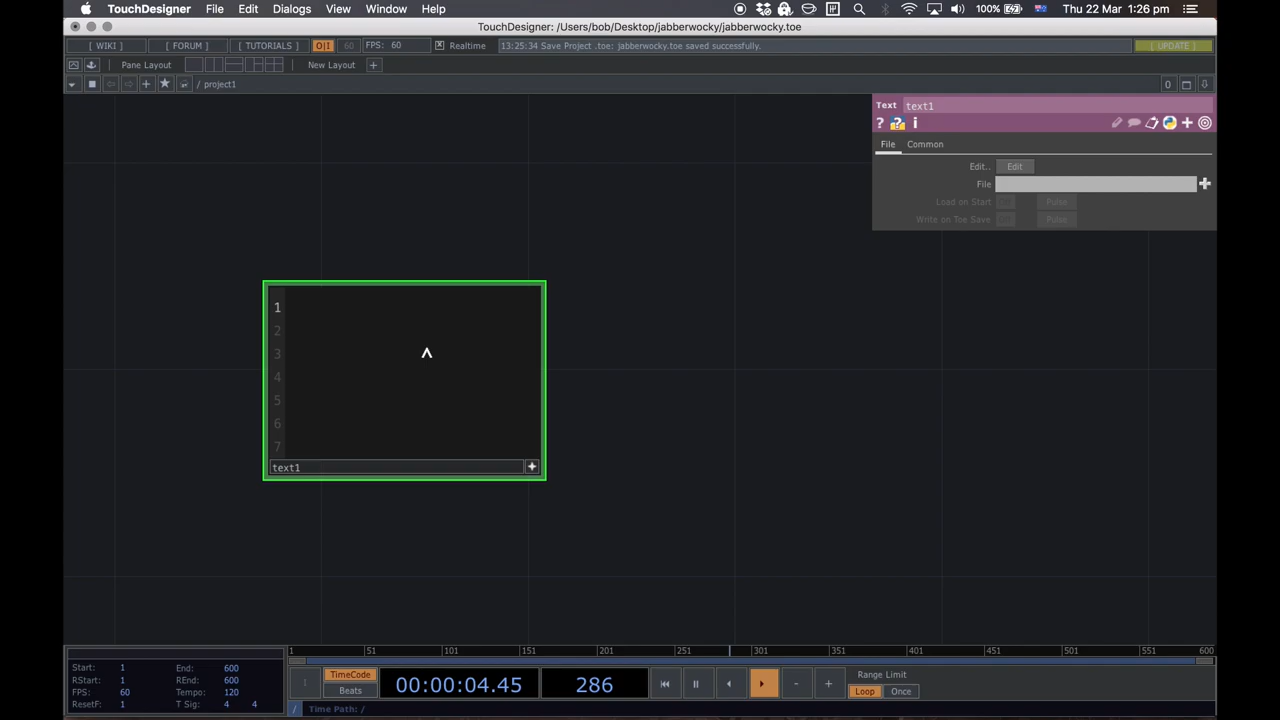 TouchDesigner File Edit Dialogs View Window Help 100% Thu 22 Mar 1:26 pm
TouchDesigner: /Users/bob/Desktop/jabberwocky/jabberwocky.toe
[ WIKI ] [ FORUM ] [ TUTORIALS ] O|I 60 FPS: 60 Realtime 13:25:34 Save Project .toe: jabberwocky.toe saved successfully. [ UPDATE ]
Pane Layout New Layout +
/ project1 0
Text text1
? ? i
File Common
Edit.. Edit
File
Load on Start Pulse
Write on Toe Save Pulse
1
2
3
4
5
6
7
text1
1 51 101 151 201 251 301 351 401 451 501 551 600
Start: 1 End: 600
RStart: 1 REnd: 600
FPS: 60 Tempo: 120
ResetF: 1 T Sig: 4 4
TimeCode
Beats
00:00:04.45 286
Range Limit
Loop Once
/ Time Path: /